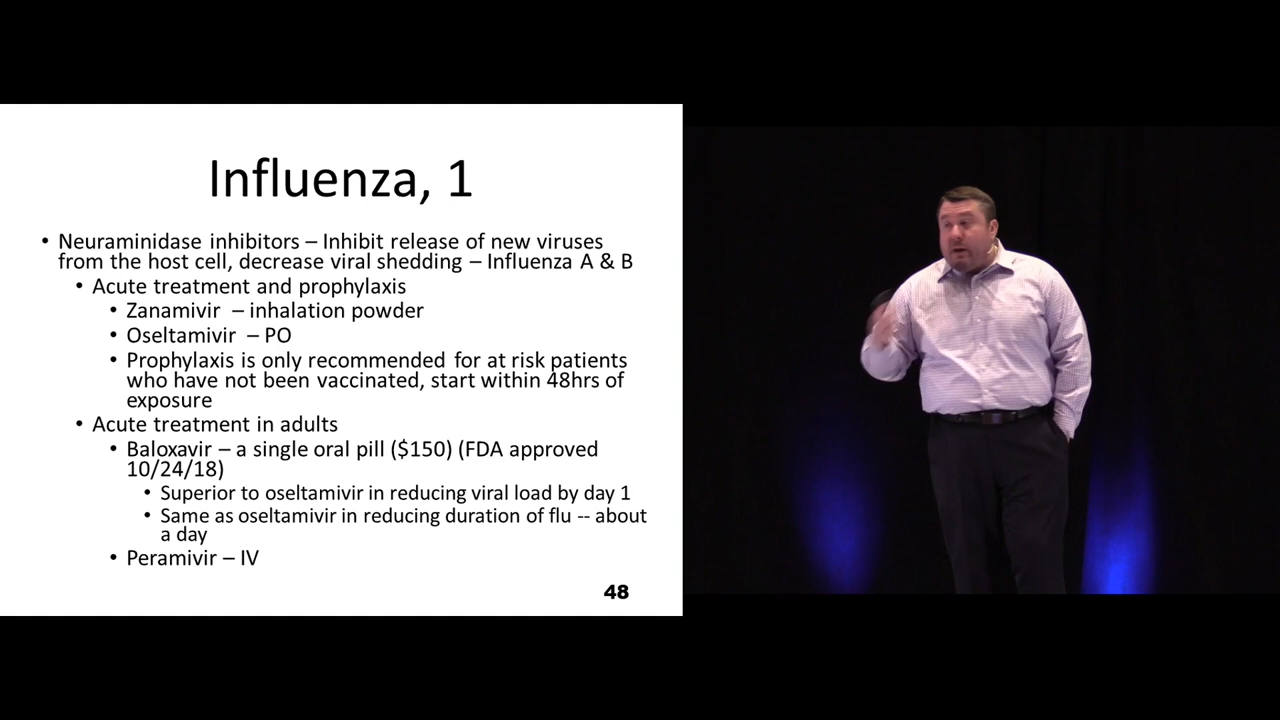 Influenza, 1
• Neuraminidase inhibitors – Inhibit release of new viruses
from the host cell, decrease viral shedding – Influenza A & B
• Acute treatment and prophylaxis
• Zanamivir – inhalation powder
• Oseltamivir – PO
• Prophylaxis is only recommended for at risk patients
who have not been vaccinated, start within 48hrs of
exposure
• Acute treatment in adults
• Baloxavir – a single oral pill ($150) (FDA approved
10/24/18)
• Superior to oseltamivir in reducing viral load by day 1
• Same as oseltamivir in reducing duration of flu -- about
a day
• Peramivir – IV
48